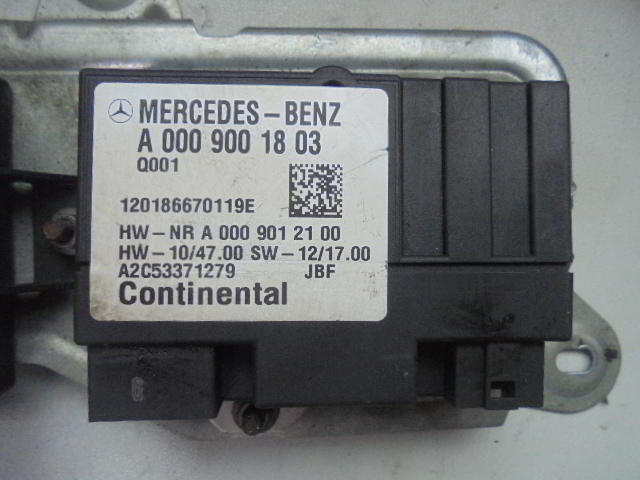 MERCEDES-BENZ
A 000 900 18 03
Q001
120186670119E
HW-NR A 000 901 21 00
HW-10/47.00 SW-12/17.00
A2C53371279 JBF
Continental